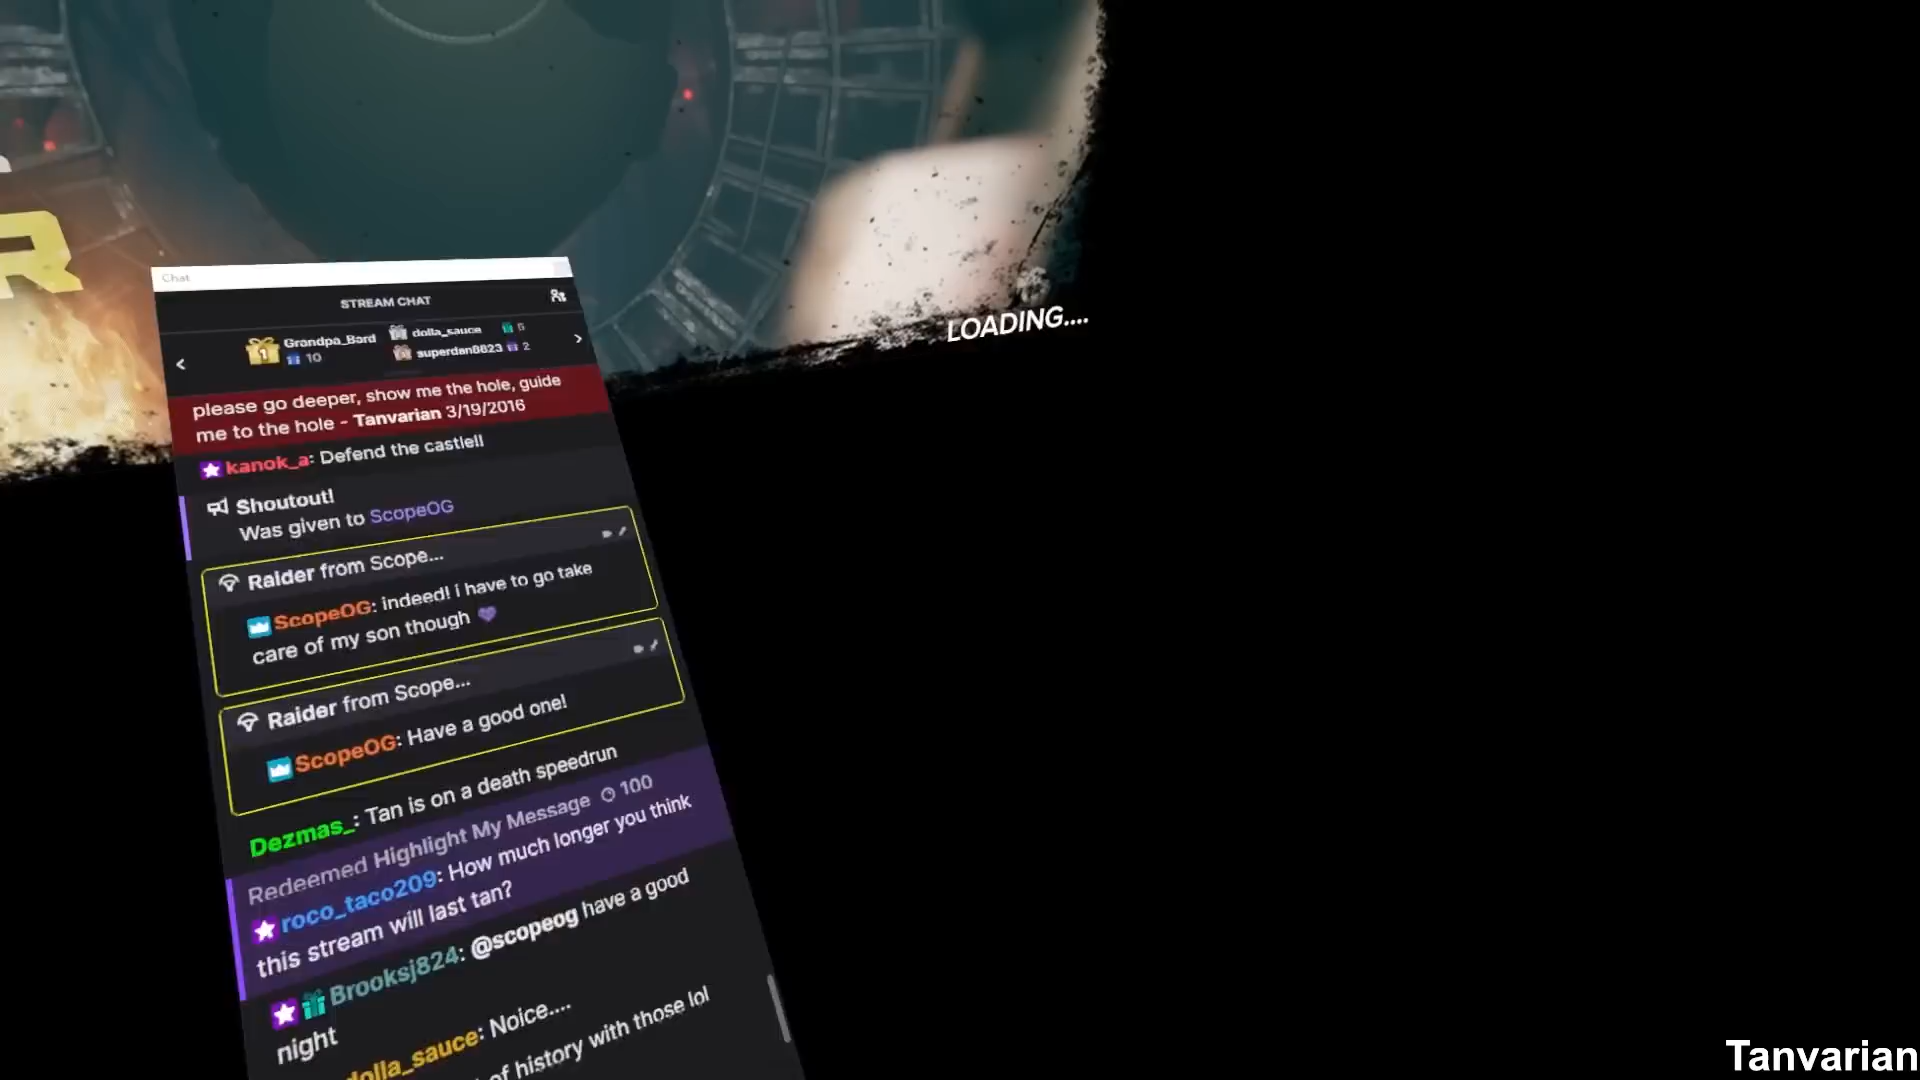 R
Chat
STREAM CHAT
Grandpa_Bard
10
dolla_sauce 5
superdan8823 2
please go deeper, show me the hole, guide
me to the hole - Tanvarian 3/19/2016
kanok_a: Defend the castle!!
Shoutout!
Was given to ScopeOG
Raider from Scope...
ScopeOG: indeed! i have to go take
care of my son though
Raider from Scope...
ScopeOG: Have a good one!
Dezmas_: Tan is on a death speedrun
Redeemed Highlight My Message 100
roco_taco209: How much longer you think
this stream will last tan?
Brooksj824: @scopeog have a good
night
dolla_sauce: Noice....
of history with those lol
LOADING....
Tanvarian